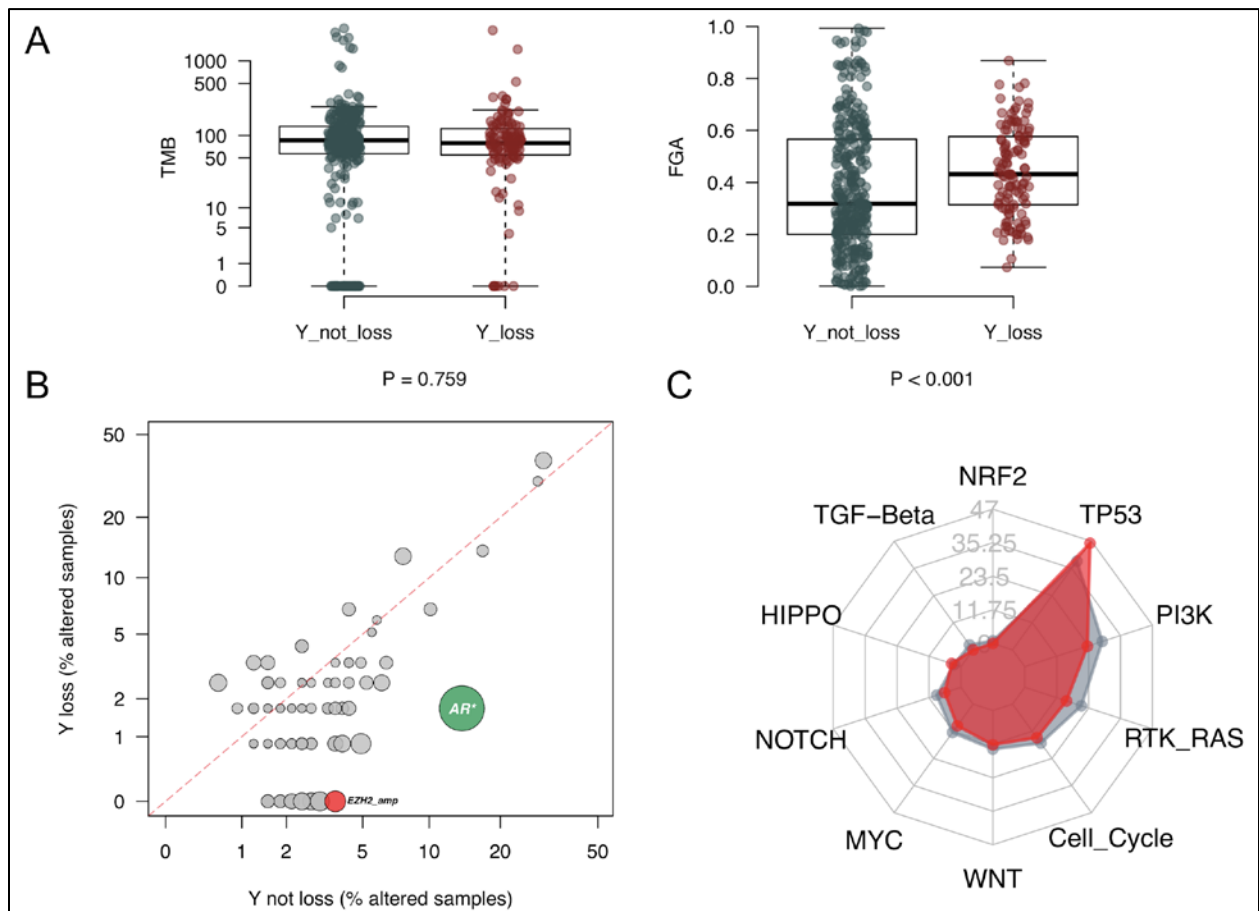 A
TMB
1000
500
100
50
10
5
1
0
Y_not_loss
Y_loss
P = 0.759
FGA
1.0
0.8
0.6
0.4
0.2
0.0
Y_not_loss
Y_loss
P < 0.001
B
Y loss (% altered samples)
50
20
10
5
2
1
0
AR*
EZH2_amp
0
1
2
5
10
20
50
Y not loss (% altered samples)
C
NRF2
TP53
PI3K
RTK_RAS
Cell_Cycle
WNT
MYC
NOTCH
HIPPO
TGF-Beta
47
35.25
23.5
11.75